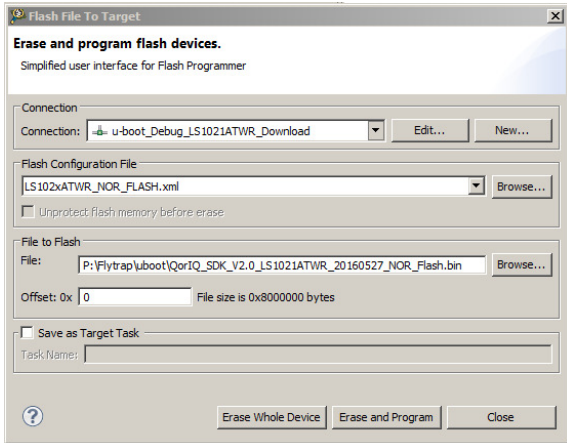 Flash File To Target
Erase and program flash devices.
Simplified user interface for Flash Programmer
Connection
Connection: u-boot_Debug_LS1021ATWR_Download Edit... New...
Flash Configuration File
LS102xATWR_NOR_FLASH.xml Browse...
Unprotect flash memory before erase
File to Flash
File: P:\Flytrap\uboot\QorIQ_SDK_V2.0_LS1021ATWR_20160527_NOR_Flash.bin Browse...
Offset: 0x 0 File size is 0x8000000 bytes
Save as Target Task
Task Name:
? Erase Whole Device Erase and Program Close